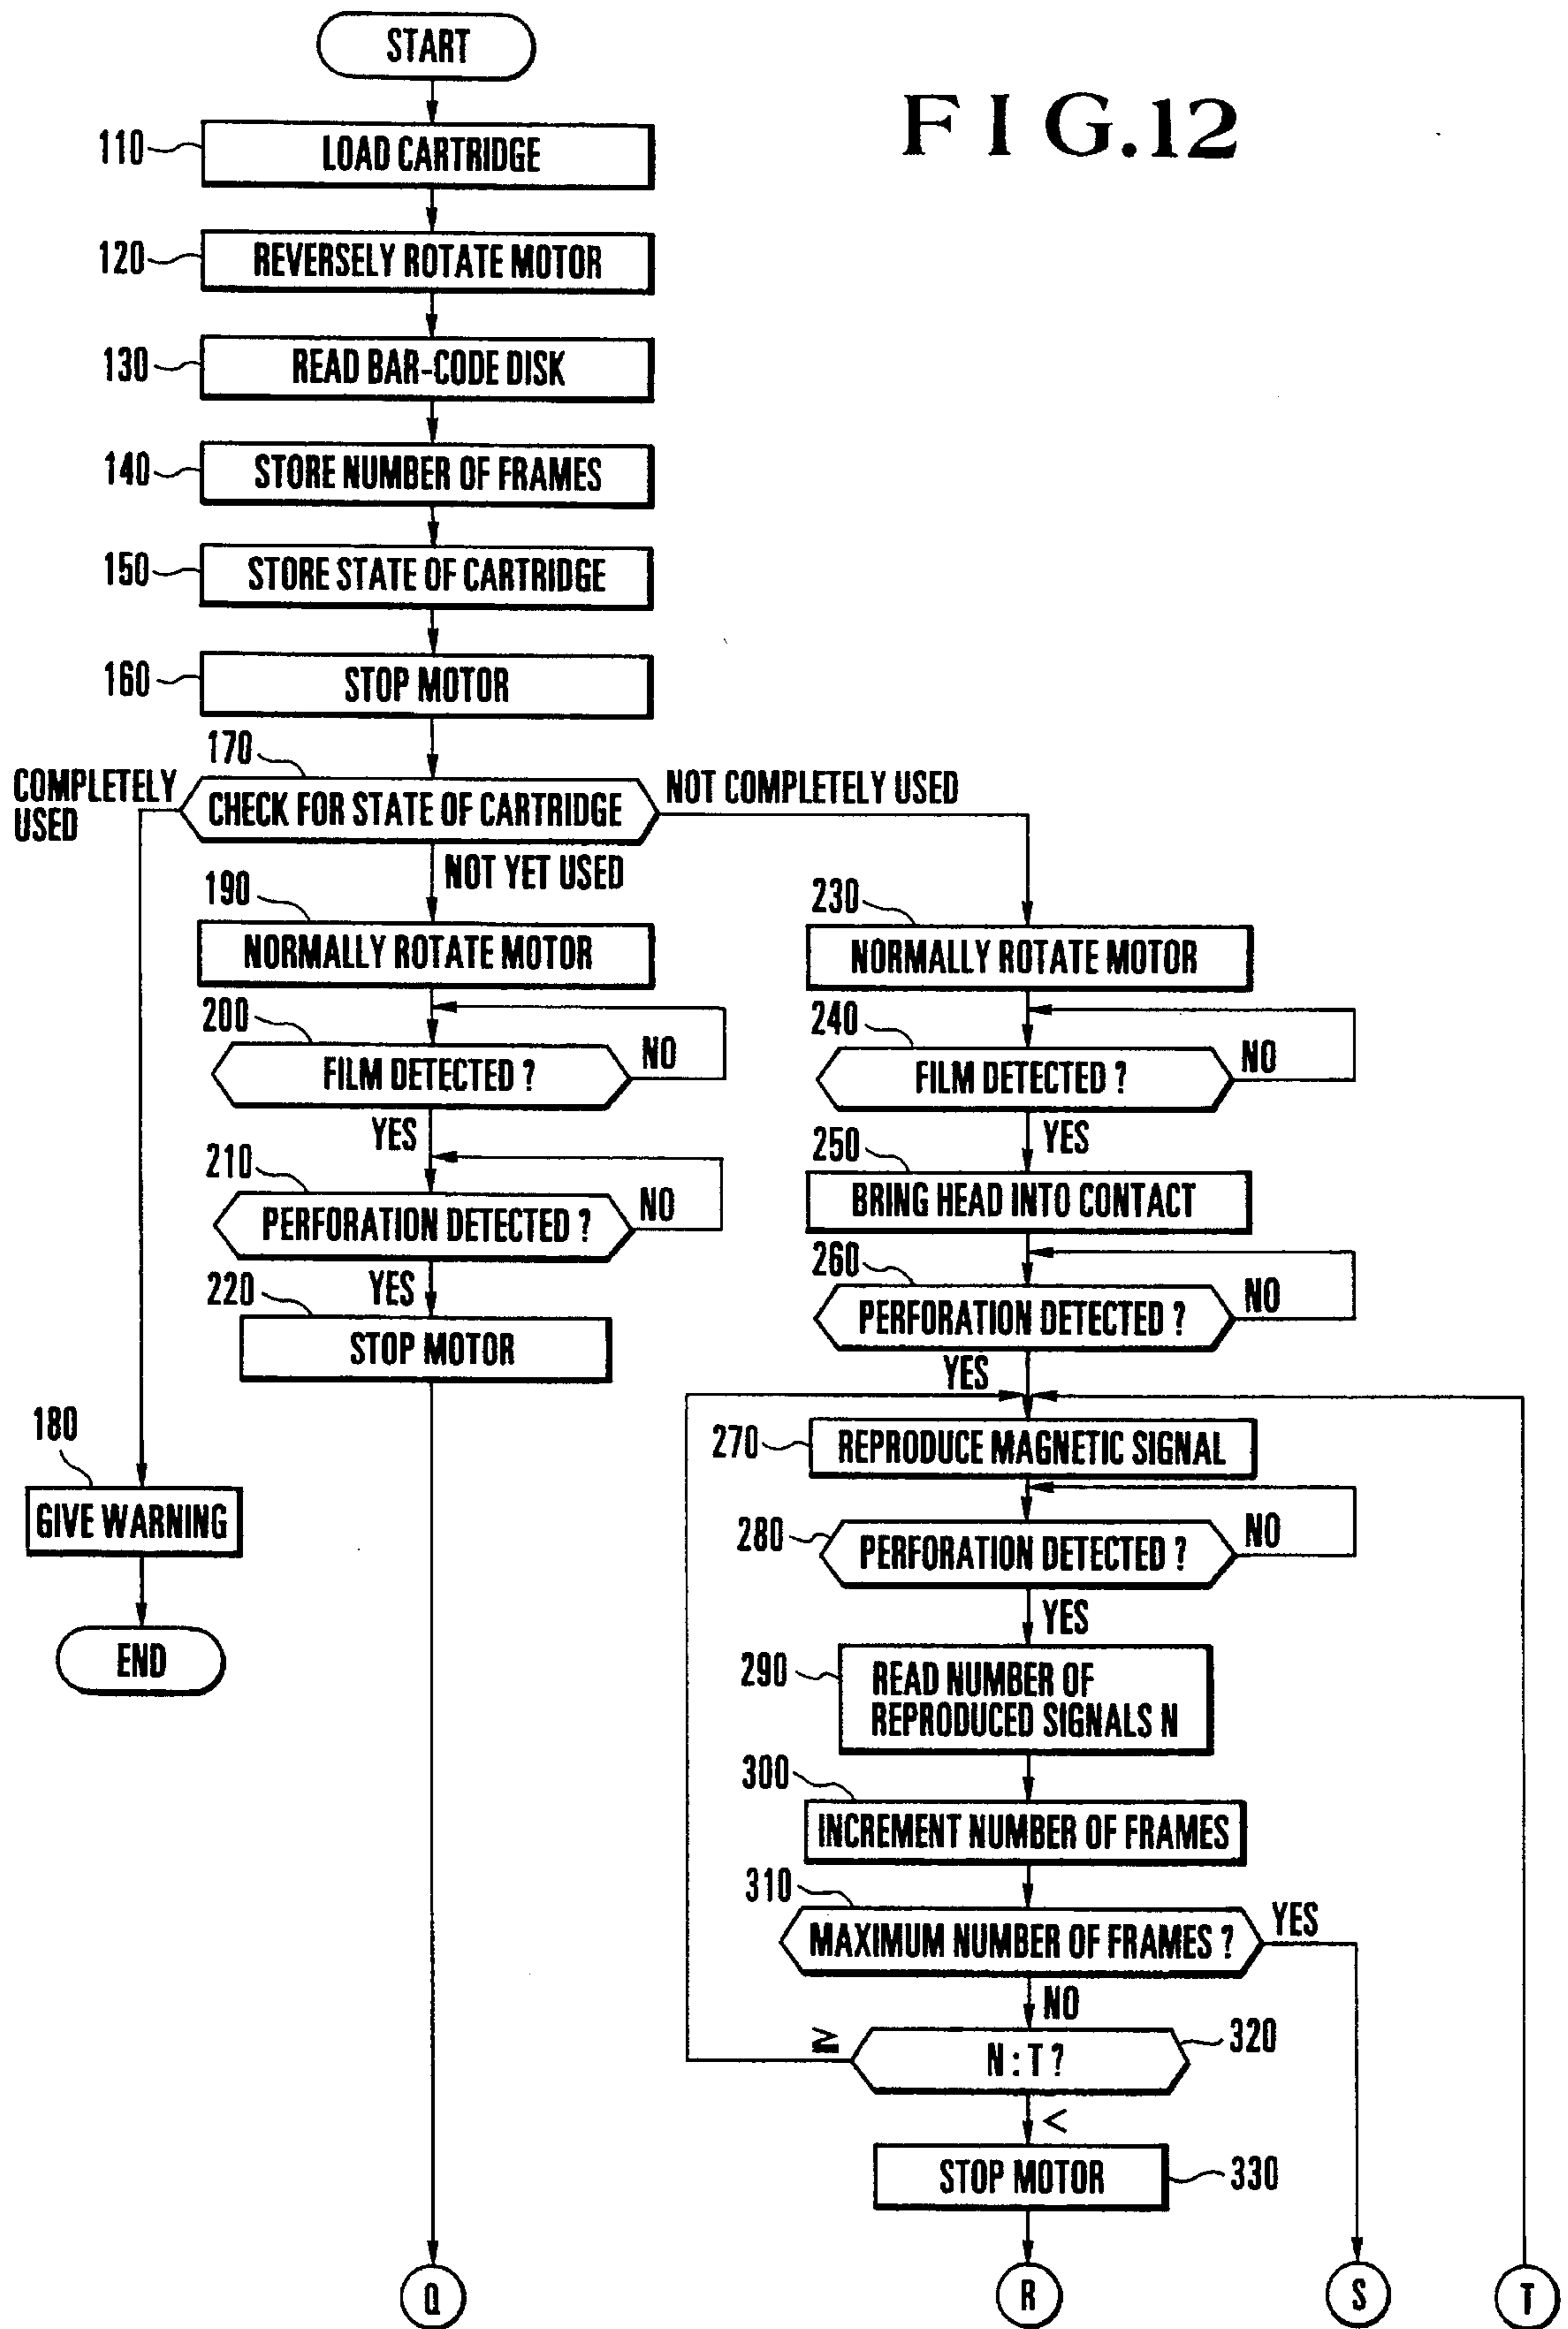 START
FIG.12
110
LOAD CARTRIDGE
120
REVERSELY ROTATE MOTOR
130
READ BAR-CODE DISK
140
STORE NUMBER OF FRAMES
150
STORE STATE OF CARTRIDGE
160
STOP MOTOR
170
COMPLETELY
USED
CHECK FOR STATE OF CARTRIDGE
NOT COMPLETELY USED
NOT YET USED
190
NORMALLY ROTATE MOTOR
200
FILM DETECTED ?
NO
YES
210
PERFORATION DETECTED ?
NO
YES
220
STOP MOTOR
180
GIVE WARNING
END
Q
230
NORMALLY ROTATE MOTOR
240
FILM DETECTED ?
NO
YES
250
BRING HEAD INTO CONTACT
260
PERFORATION DETECTED ?
NO
YES
270
REPRODUCE MAGNETIC SIGNAL
280
PERFORATION DETECTED ?
NO
YES
290
READ NUMBER OF
REPRODUCED SIGNALS N
300
INCREMENT NUMBER OF FRAMES
310
MAXIMUM NUMBER OF FRAMES ?
YES
NO
≧
N : T ?
320
<
STOP MOTOR
330
R
S
T